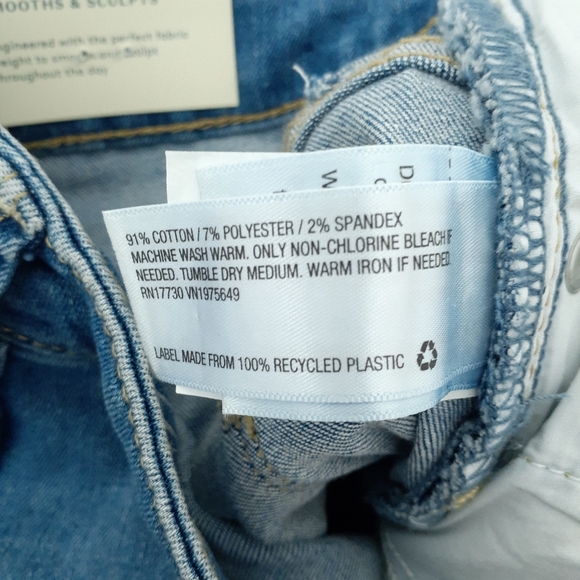 SMOOTHS & SCULPTS
engineered with the perfect fabric
weight to smooth and sculpt
throughout the day
91% COTTON / 7% POLYESTER / 2% SPANDEX
MACHINE WASH WARM. ONLY NON-CHLORINE BLEACH IF
NEEDED. TUMBLE DRY MEDIUM. WARM IRON IF NEEDED.
RN17730 VN1975649
LABEL MADE FROM 100% RECYCLED PLASTIC